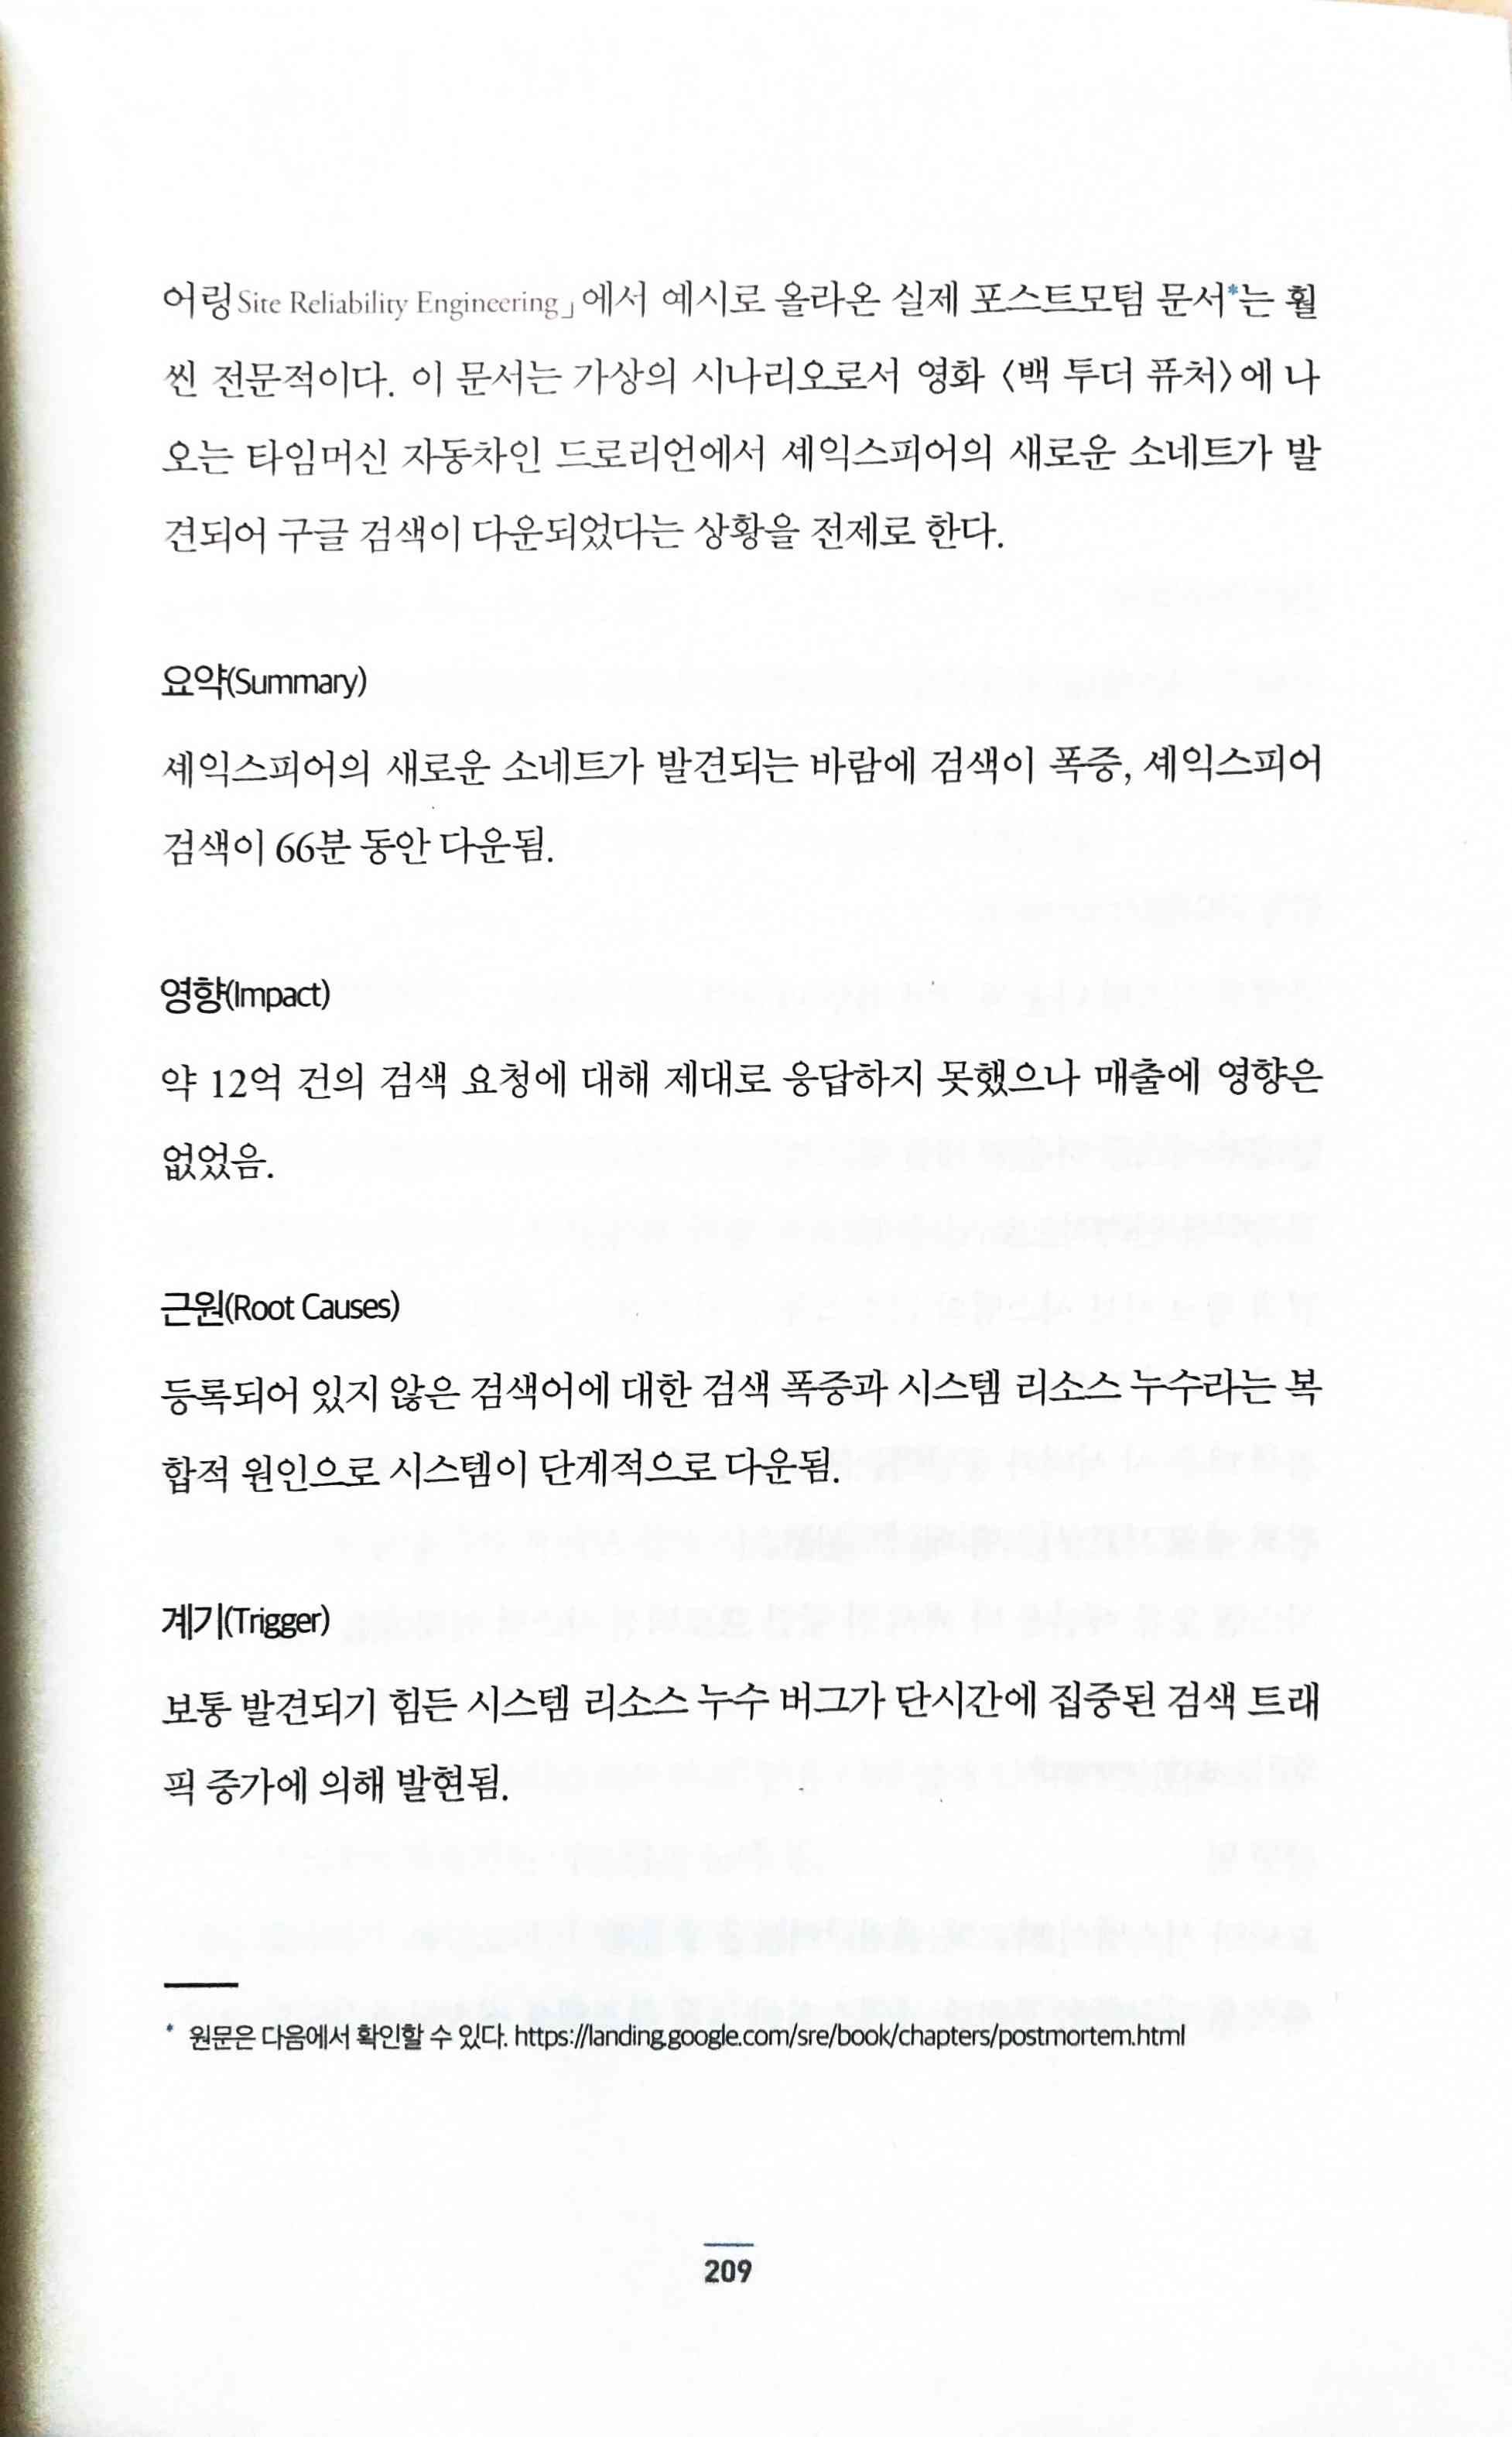 어링Site Reliability Engineering」에서 예시로 올라온 실제 포스트모텀 문서*는 훨
씬 전문적이다. 이 문서는 가상의 시나리오로서 영화 〈백 투더 퓨처〉에 나
오는 타임머신 자동차인 드로리언에서 셰익스피어의 새로운 소네트가 발
견되어 구글 검색이 다운되었다는 상황을 전제로 한다.
요약(Summary)
셰익스피어의 새로운 소네트가 발견되는 바람에 검색이 폭증, 셰익스피어
검색이 66분 동안 다운됨.
영향(Impact)
약 12억 건의 검색 요청에 대해 제대로 응답하지 못했으나 매출에 영향은
없었음.
근원(Root Causes)
등록되어 있지 않은 검색어에 대한 검색 폭증과 시스템 리소스 누수라는 복
합적 원인으로 시스템이 단계적으로 다운됨.
계기(Trigger)
보통 발견되기 힘든 시스템 리소스 누수 버그가 단시간에 집중된 검색 트래
픽 증가에 의해 발현됨.
* 원문은 다음에서 확인할 수 있다. https://landing.google.com/sre/book/chapters/postmortem.html
209